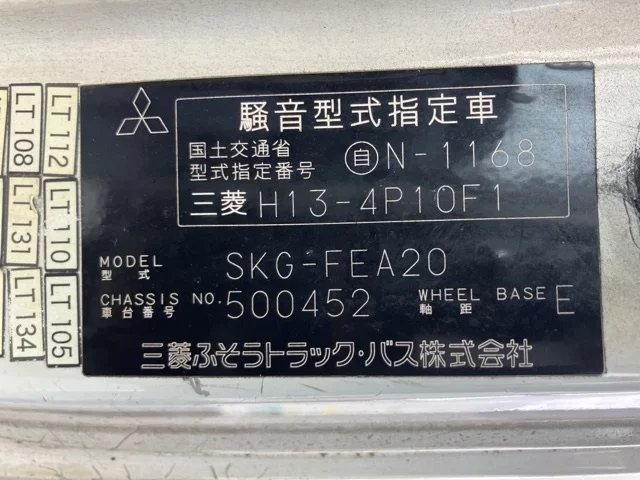 騒音型式指定車
国土交通省
型式指定番号 自N-1168
三菱 H13-4P10F1
MODEL
型式 SKG-FEA20
CHASSIS NO.
車台番号 500452 WHEEL BASE
軸距 E
三菱ふそうトラック・バス株式会社
LT 112
LT 108
LT 110
LT 131
LT 105
LT 134